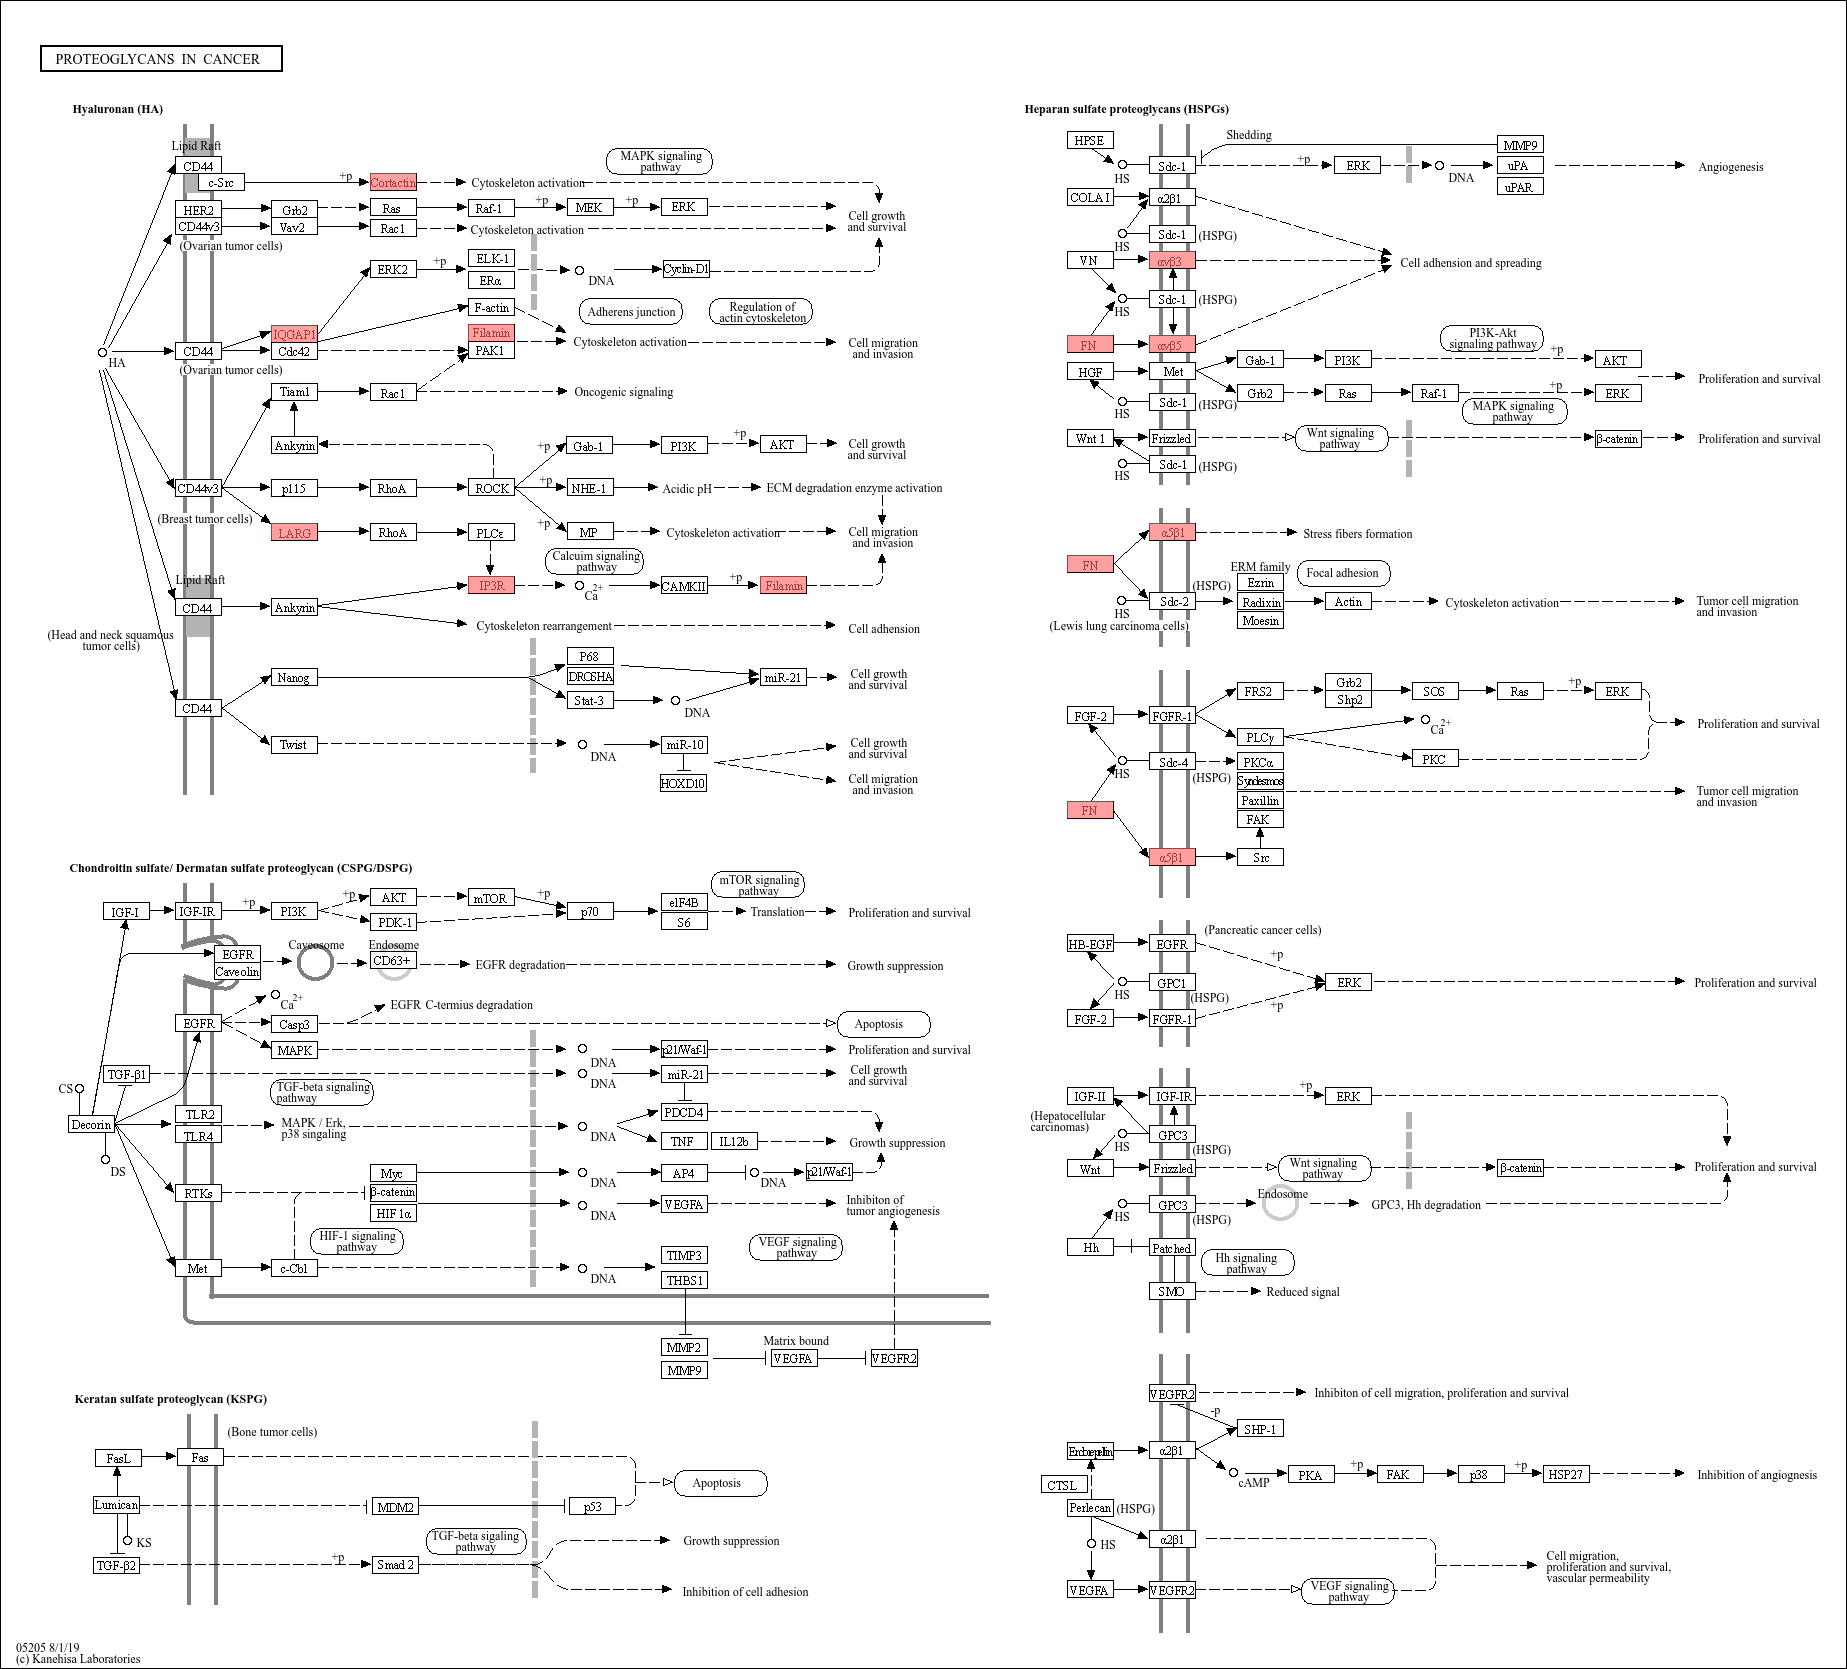 PROTEOGLYCANS IN CANCER
Hyaluronan (HA)
Lipid Raft
CD44
c-Src
+p
Cortactin
Cytoskeleton activation
MAPK signaling
pathway
HER2
Grb2
Ras
Raf-1
+p
MEK
+p
ERK
Cell growth
and survival
CD44v3
Vav2
Rac1
Cytoskeleton activation
(Ovarian tumor cells)
ERK2
+p
ELK-1
ERα
DNA
Cyclin-D1
F-actin
Adherens junction
Regulation of
actin cytoskeleton
IQGAP1
Filamin
HA
CD44
Cdc42
PAK1
Cytoskeleton activation
Cell migration
and invasion
(Ovarian tumor cells)
Tiam1
Rac1
Oncogenic signaling
Ankyrin
+p
Gab-1
PI3K
+p
AKT
Cell growth
and survival
CD44v3
p115
RhoA
ROCK
+p
NHE-1
Acidic pH
ECM degradation enzyme activation
(Breast tumor cells)
LARG
RhoA
PLCε
+p
MP
Cytoskeleton activation
Cell migration
and invasion
Calcuim signaling
pathway
Lipid Raft
IP3R
Ca2+
CAMKII
+p
Filamin
CD44
Ankyrin
Cytoskeleton rearrangement
Cell adhension
(Head and neck squamous
tumor cells)
P68
DROSHA
Stat-3
DNA
miR-21
Cell growth
and survival
Nanog
CD44
Twist
DNA
miR-10
HOXD10
Cell growth
and survival
Cell migration
and invasion
Chondroitin sulfate/ Dermatan sulfate proteoglycan (CSPG/DSPG)
IGF-I
IGF-IR
+p
PI3K
+p
AKT
mTOR
+p
PDK-1
p70
eIF4B
S6
mTOR signaling
pathway
Translation
Proliferation and survival
EGFR
Caveolin
Caveosome
Endosome
CD63+
EGFR degradation
Growth suppression
Ca2+
EGFR C-termius degradation
EGFR
Casp3
Apoptosis
MAPK
DNA
p21/Waf-1
Proliferation and survival
TGF-β1
DNA
miR-21
Cell growth
and survival
CS
TGF-beta signaling
pathway
Decorin
DS
TLR2
TLR4
MAPK / Erk,
p38 singaling
DNA
PDCD4
TNF
IL12b
Growth suppression
Myc
DNA
AP4
DNA
p21/Waf-1
RTKs
β-catenin
HIF 1α
DNA
VEGFA
Inhibiton of
tumor angiogenesis
HIF-1 signaling
pathway
VEGF signaling
pathway
Met
c-Cbl
DNA
TIMP3
THBS1
MMP2
MMP9
Matrix bound
VEGFA
VEGFR2
Keratan sulfate proteoglycan (KSPG)
(Bone tumor cells)
FasL
Fas
Apoptosis
Lumican
MDM2
p53
KS
TGF-beta sigaling
pathway
Growth suppression
TGF-β2
+p
Smad 2
Inhibition of cell adhesion
Heparan sulfate proteoglycans (HSPGs)
HPSE
HS
Sdc-1
Shedding
+p
ERK
DNA
MMP9
uPA
uPAR
Angiogenesis
COLA1
α2β1
HS
Sdc-1
(HSPG)
VN
αvβ3
Cell adhesion and spreading
HS
Sdc-1
(HSPG)
FN
αvβ5
PI3K-Akt
signaling pathway
HGF
Met
Gab-1
PI3K
+p
AKT
Proliferation and survival
Grb2
Ras
Raf-1
+p
ERK
HS
Sdc-1
(HSPG)
MAPK signaling
pathway
Wnt 1
Frizzled
Wnt signaling
pathway
β-catenin
Proliferation and survival
HS
Sdc-1
(HSPG)
α5β1
Stress fibers formation
FN
ERM family
Ezrin
Radixin
Moesin
Focal adhesion
HS
Sdc-2
(HSPG)
Actin
Cytoskeleton activation
Tumor cell migration
and invasion
(Lewis lung carcinoma cells)
FGF-2
FGFR-1
FRS2
Grb2
Shp2
SOS
Ras
+p
ERK
PLCγ
Ca2+
PKC
Proliferation and survival
HS
Sdc-4
(HSPG)
PKCα
Syndesmos
Paxillin
FAK
Tumor cell migration
and invasion
FN
α5β1
Src
HB-EGF
EGFR
(Pancreatic cancer cells)
+p
HS
GPC1
(HSPG)
ERK
Proliferation and survival
FGF-2
FGFR-1
+p
IGF-II
IGF-IR
+p
ERK
(Hepatocellular
carcinomas)
HS
GPC3
(HSPG)
Wnt
Frizzled
Wnt signaling
pathway
β-catenin
Proliferation and survival
HS
GPC3
(HSPG)
Endosome
GPC3, Hh degradation
Hh
Patched
Hh signaling
pathway
SMO
Reduced signal
VEGFR2
Inhibiton of cell migration, proliferation and survival
-p
SHP-1
Endorepellin
α2β1
cAMP
PKA
+p
FAK
p38
+p
HSP27
Inhibition of angiognesis
CTSL
Perlecan
(HSPG)
HS
α2β1
Cell migration,
proliferation and survival,
vascular permeability
VEGFA
VEGFR2
VEGF signaling
pathway
05205 8/1/19
(c) Kanehisa Laboratories